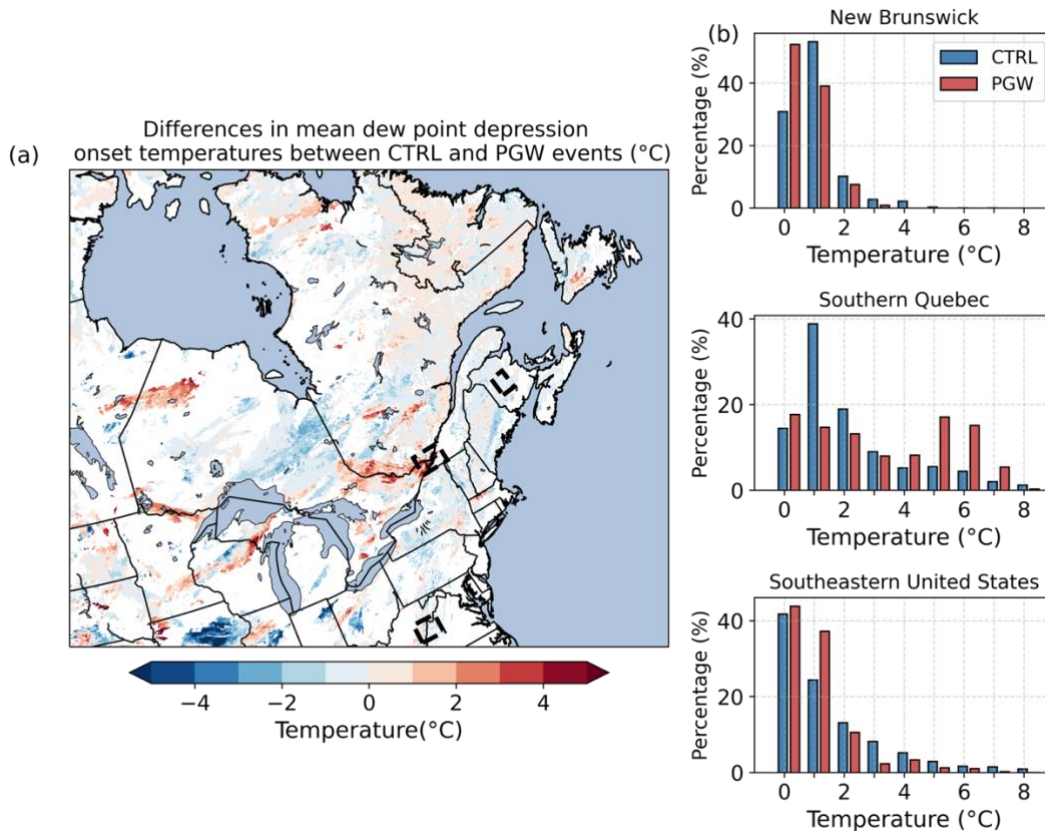 (a)
Differences in mean dew point depression
onset temperatures between CTRL and PGW events (°C)
−4 −2 0 2 4
Temperature(°C)
(b)
New Brunswick
CTRL
PGW
Percentage (%)
40
20
0
0 2 4 6 8
Temperature (°C)
Southern Quebec
Percentage (%)
40
20
0
0 2 4 6 8
Temperature (°C)
Southeastern United States
Percentage (%)
40
20
0
0 2 4 6 8
Temperature (°C)